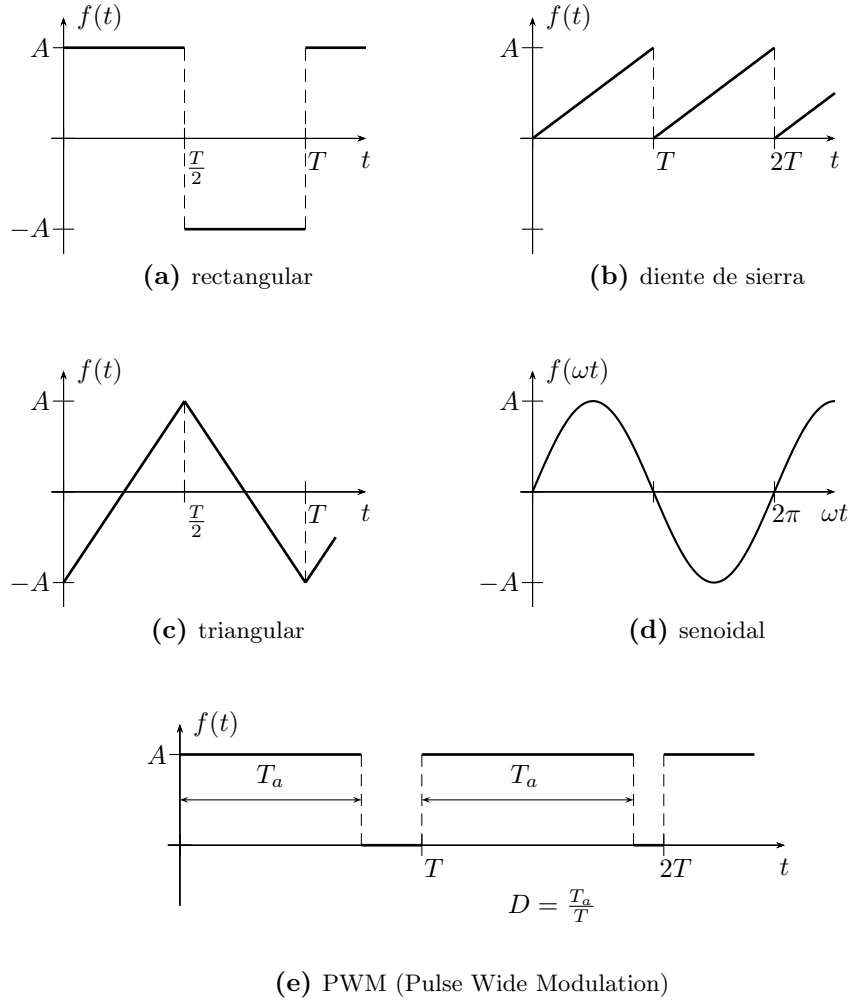 f(t)
A
T/2
T
t
−A
(a) rectangular
f(t)
A
T
2T
t
−A
(b) diente de sierra
f(t)
A
T/2
T
t
−A
(c) triangular
f(ωt)
A
2π
ωt
−A
(d) senoidal
f(t)
A
T_a
T_a
T
2T
t
D = T_a/T
(e) PWM (Pulse Wide Modulation)